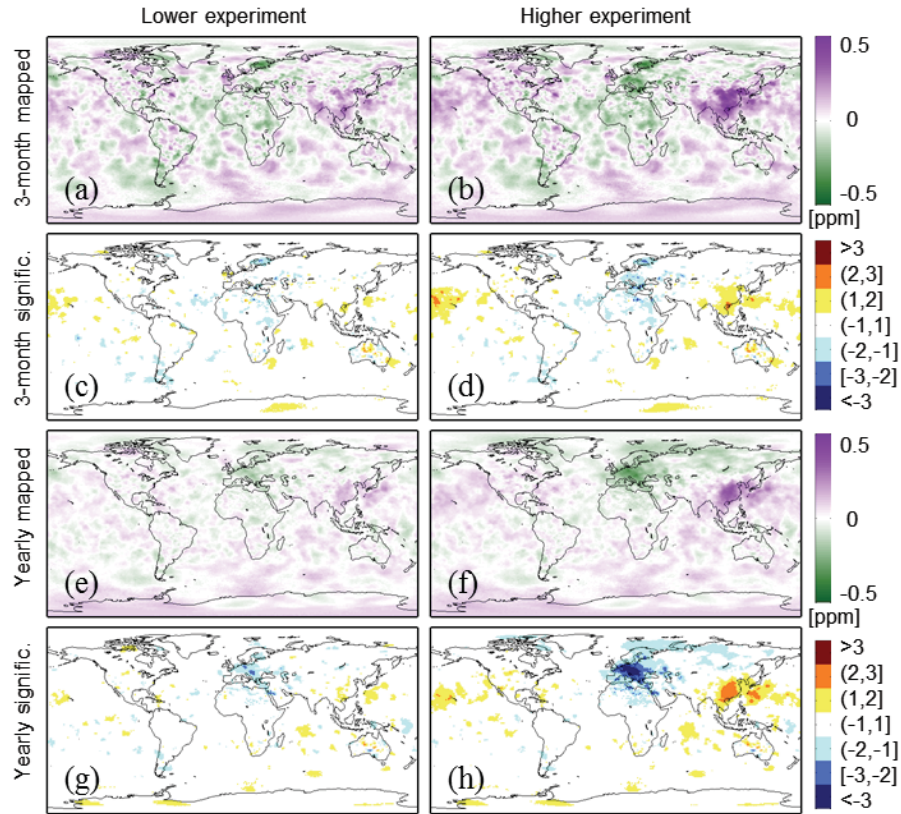 Lower experiment
Higher experiment
3-month mapped
(a)
(b)
0.5
0
-0.5
[ppm]
3-month signific.
(c)
(d)
>3
(2,3]
(1,2]
(-1,1]
(-2,-1]
[-3,-2]
<-3
Yearly mapped
(e)
(f)
0.5
0
-0.5
[ppm]
Yearly signific.
(g)
(h)
>3
(2,3]
(1,2]
(-1,1]
(-2,-1]
[-3,-2]
<-3